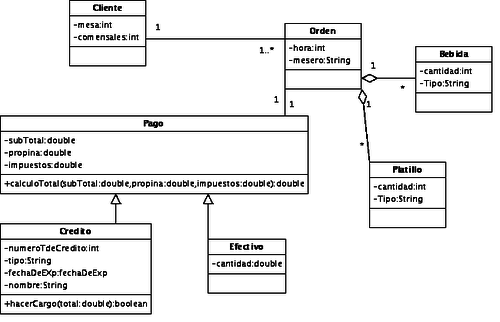 Cliente
-mesa:int
-comensales:int
1
1..*
Orden
-hora:int
-mesero:String
1
*
Bebida
-cantidad:int
-Tipo:String
1
1
1
*
Platillo
-cantidad:int
-Tipo:String
Pago
-subTotal:double
-propina:double
-impuestos:double
+calculoTotal(subTotal:double,propina:double,impuestos:double):double
Credito
-numeroTdeCredito:int
-tipo:String
-fechaDeEXp:fechaDeExp
-nombre:String
+hacerCargo(total:double):boolean
Efectivo
-cantidad:double